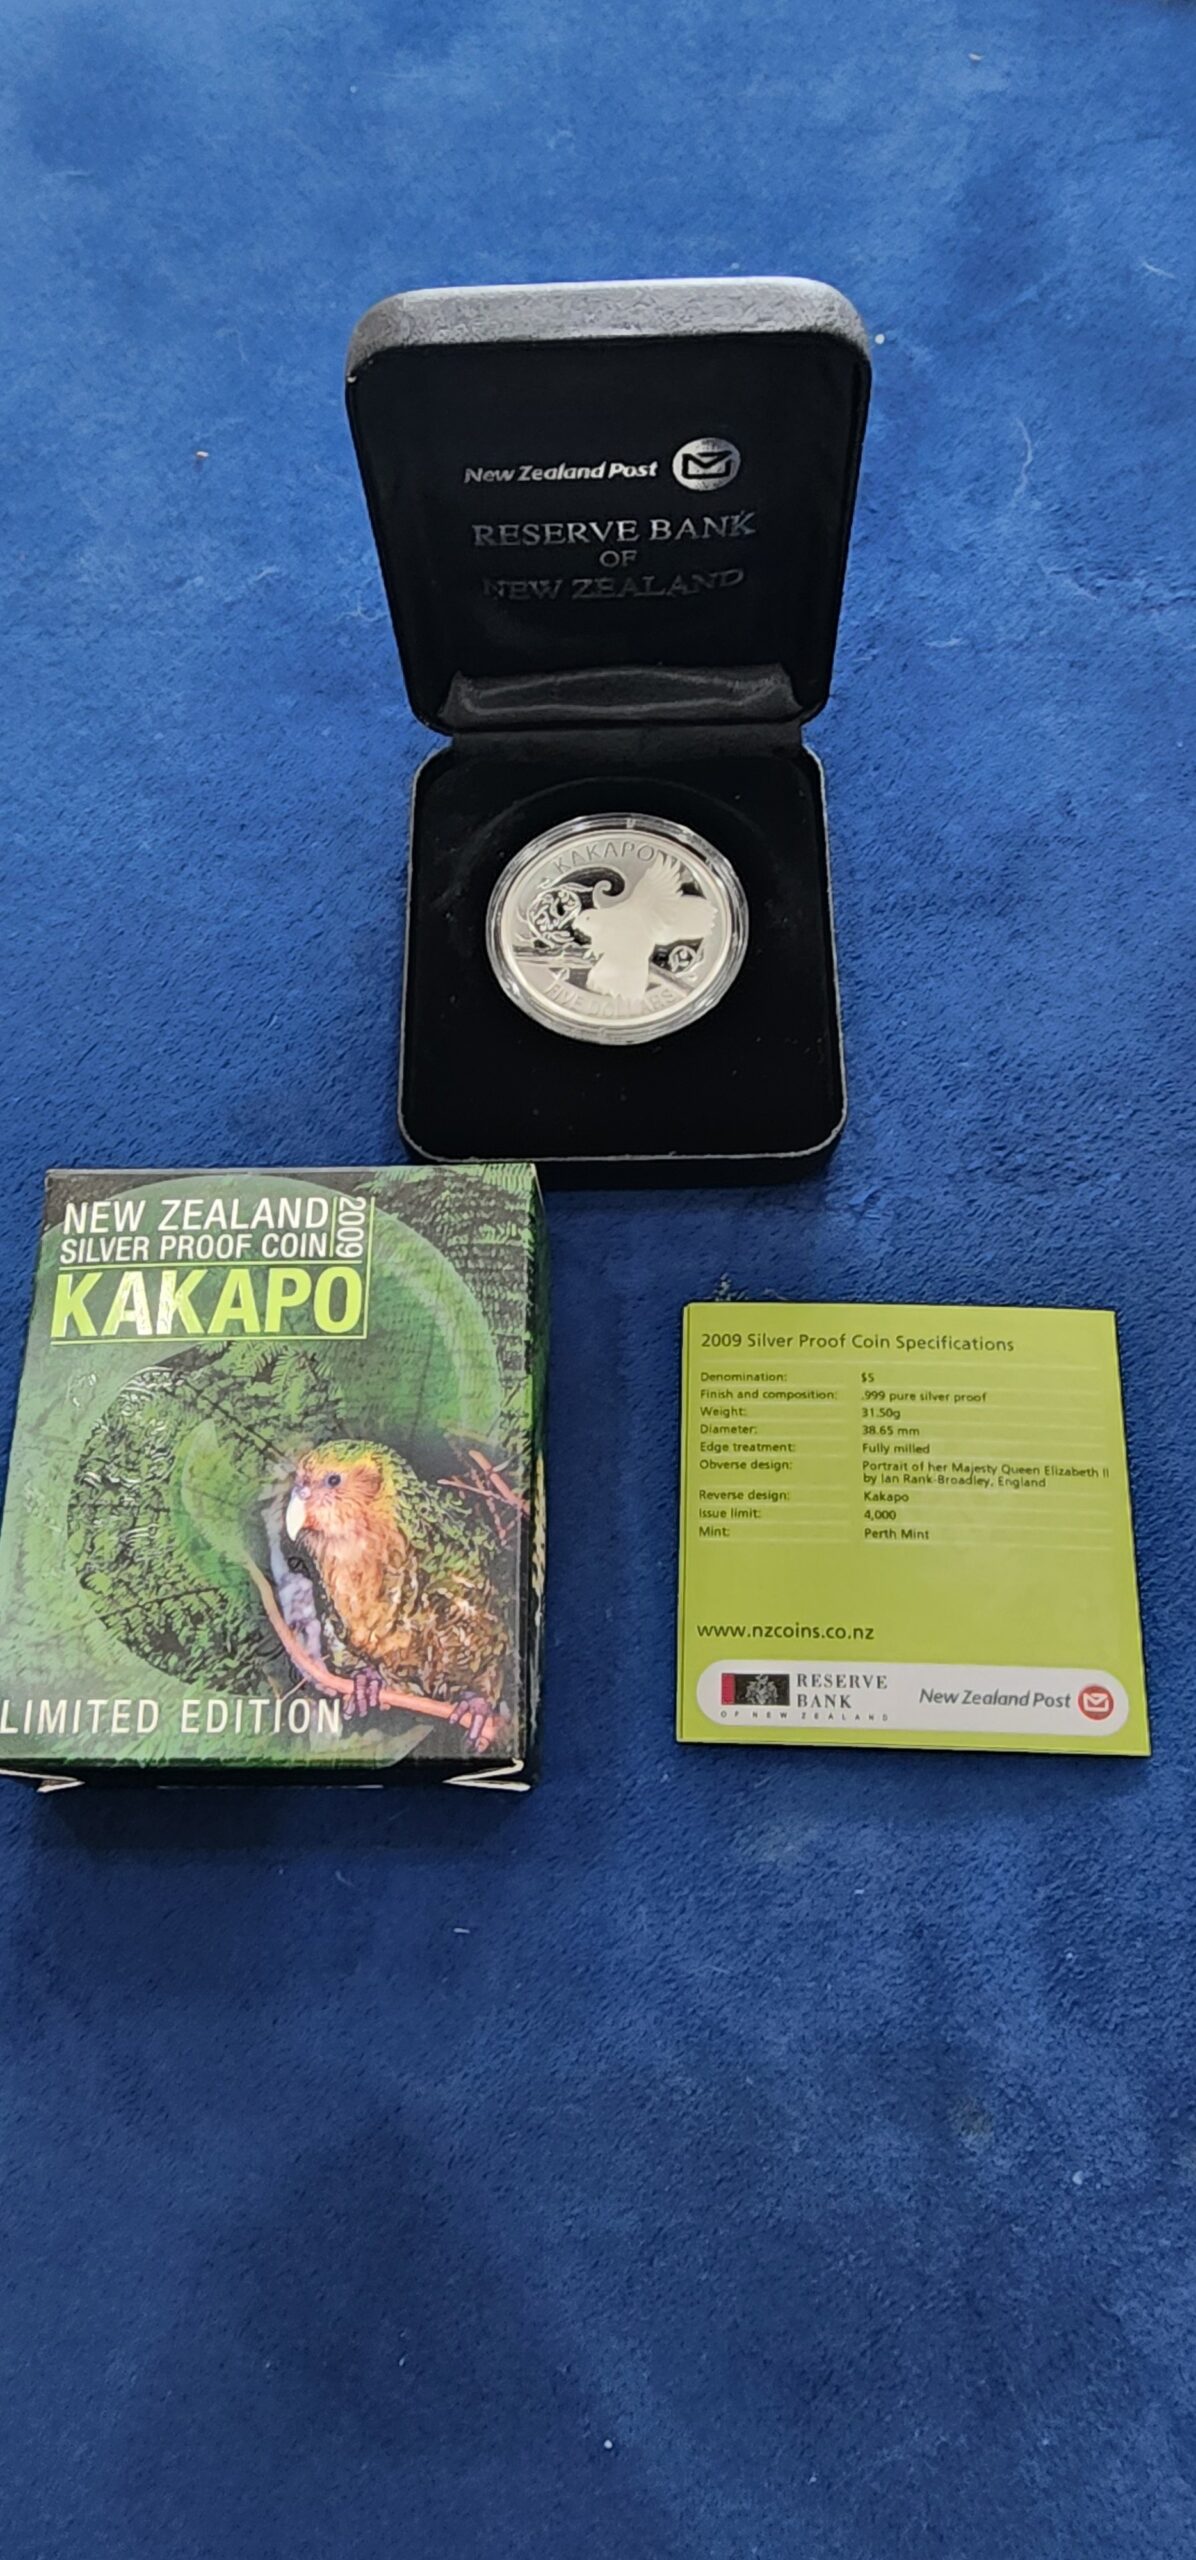 New Zealand Post
RESERVE BANK
OF
NEW ZEALAND
KAKAPO
FIVE DOLLARS
NEW ZEALAND
SILVER PROOF COIN
2009
KAKAPO
LIMITED EDITION
2009 Silver Proof Coin Specifications
Denomination: $5
Finish and composition: .999 pure silver proof
Weight: 31.50g
Diameter: 38.65 mm
Edge treatment: Fully milled
Obverse design: Portrait of her Majesty Queen Elizabeth II
by Ian Rank-Broadley, England
Reverse design: Kakapo
Issue limit: 4,000
Mint: Perth Mint
www.nzcoins.co.nz
RESERVE
BANK
OF NEW ZEALAND
New Zealand Post